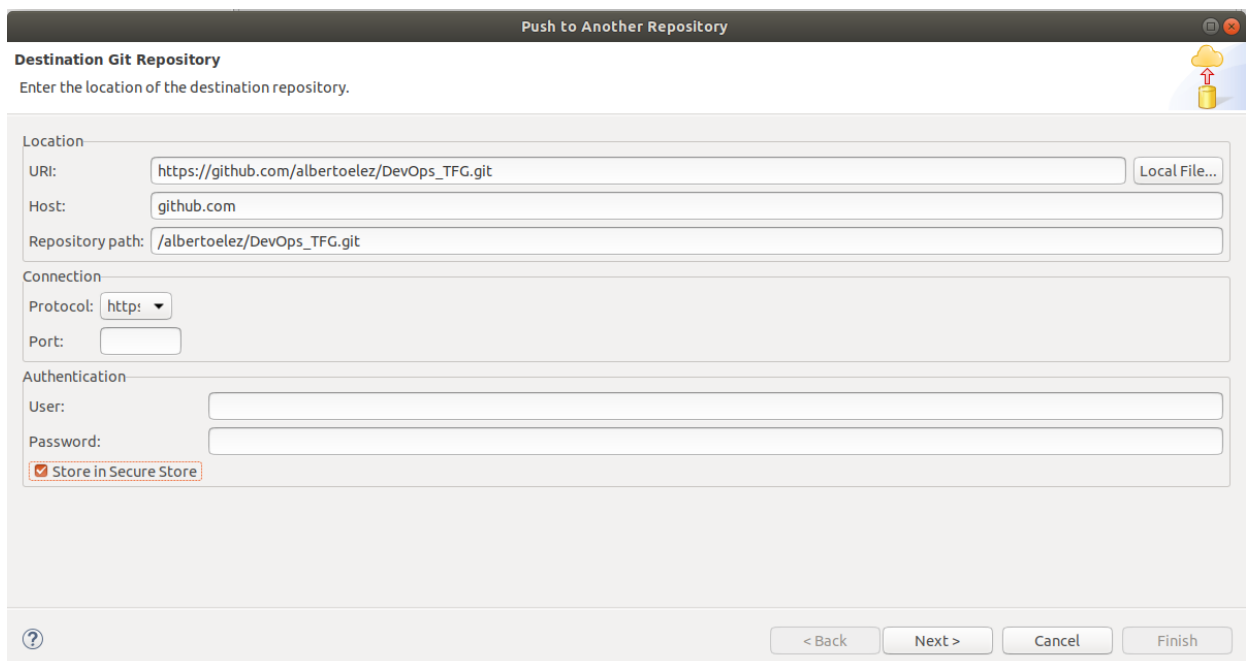 Push to Another Repository
Destination Git Repository
Enter the location of the destination repository.
Location
URI: https://github.com/albertoelez/DevOps_TFG.git Local File...
Host: github.com
Repository path: /albertoelez/DevOps_TFG.git
Connection
Protocol: https
Port:
Authentication
User:
Password:
Store in Secure Store
< Back Next > Cancel Finish